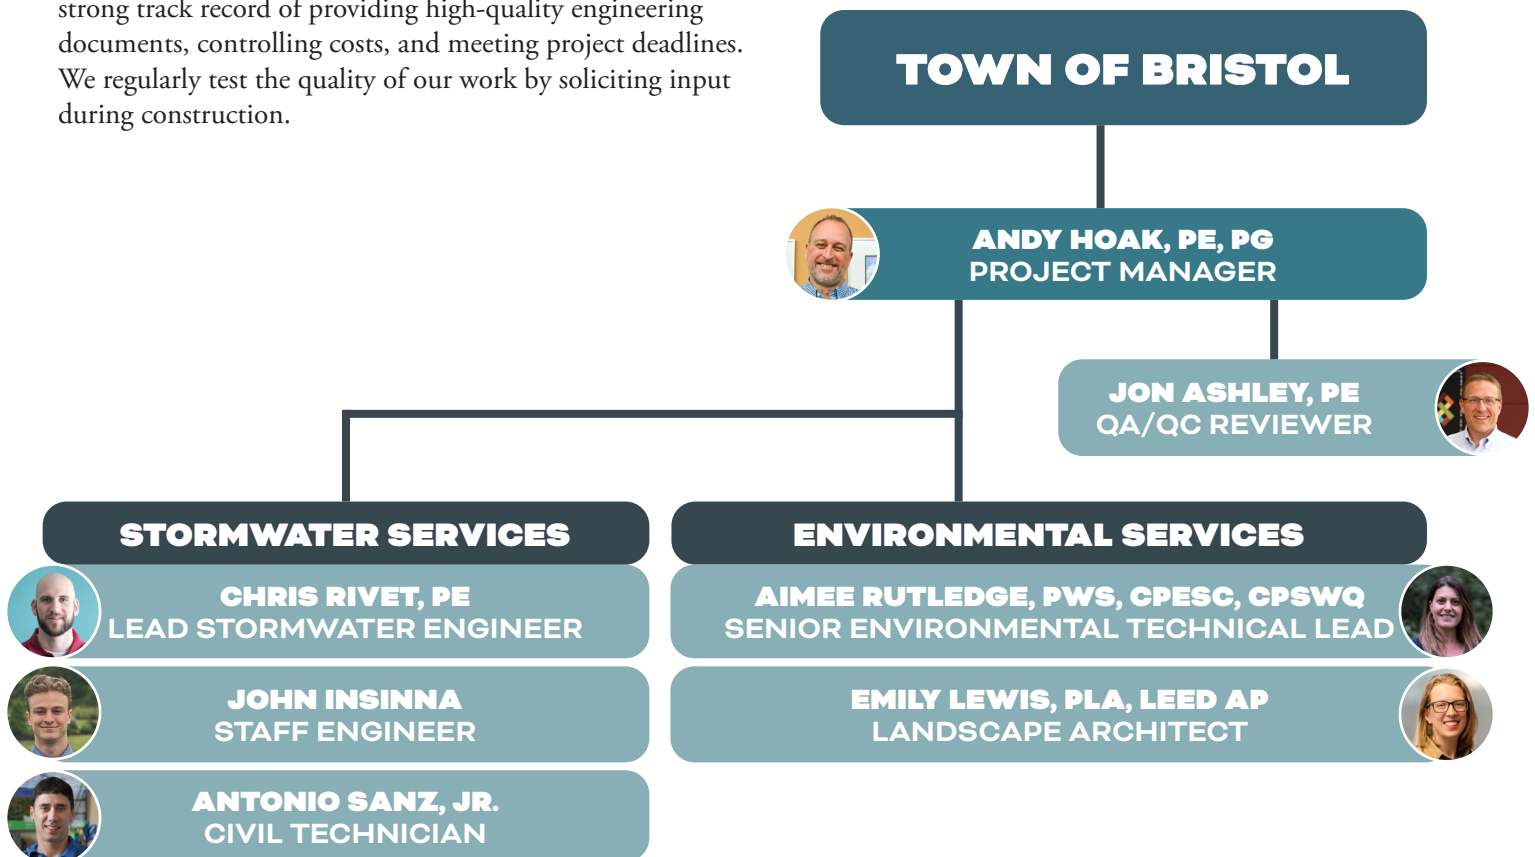 strong track record of providing high-quality engineering
documents, controlling costs, and meeting project deadlines.
We regularly test the quality of our work by soliciting input
during construction.
TOWN OF BRISTOL
ANDY HOAK, PE, PG
PROJECT MANAGER
JON ASHLEY, PE
QA/QC REVIEWER
STORMWATER SERVICES
CHRIS RIVET, PE
LEAD STORMWATER ENGINEER
JOHN INSINNA
STAFF ENGINEER
ANTONIO SANZ, JR.
CIVIL TECHNICIAN
ENVIRONMENTAL SERVICES
AIMEE RUTLEDGE, PWS, CPESC, CPSWQ
SENIOR ENVIRONMENTAL TECHNICAL LEAD
EMILY LEWIS, PLA, LEED AP
LANDSCAPE ARCHITECT